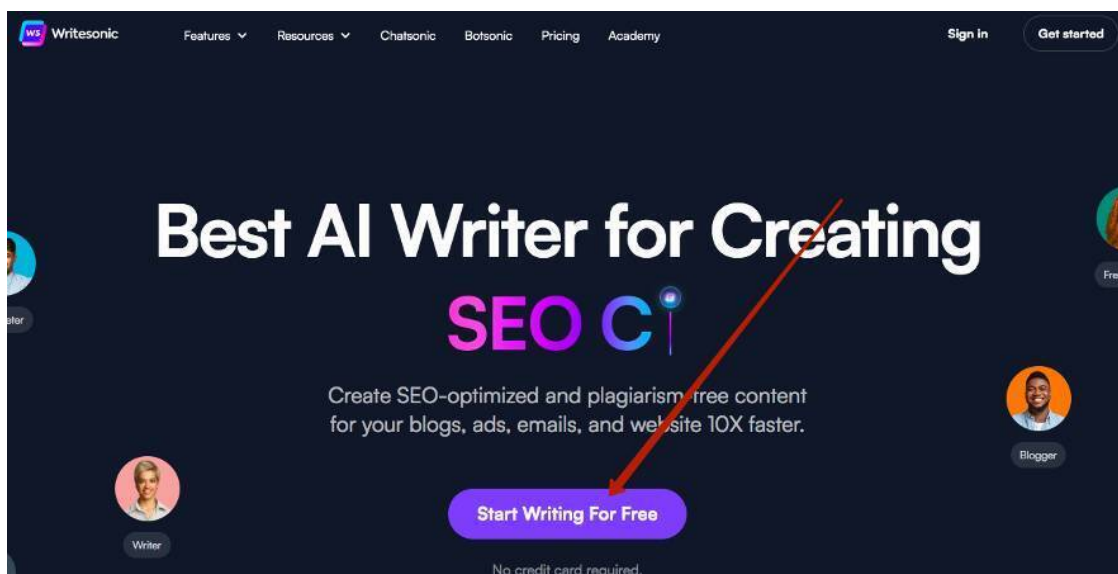 WS Writesonic Features Resources Chatsonic Botsonic Pricing Academy Sign in Get started
Best AI Writer for Creating
SEO C
Create SEO-optimized and plagiarism-free content
for your blogs, ads, emails, and website 10X faster.
Blogger
Start Writing For Free
Writer
No credit card required.